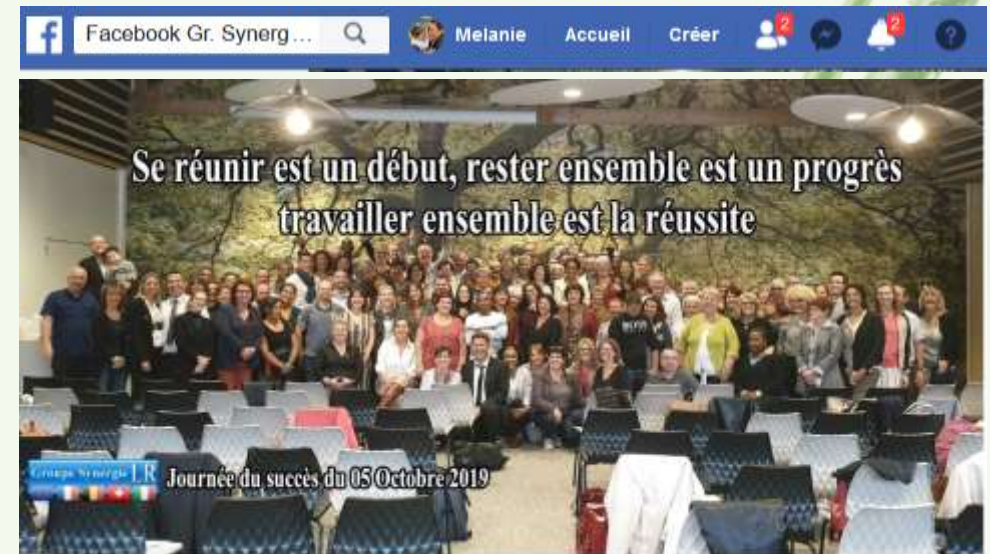 Facebook Gr. Synerg...
Melanie
Accueil
Créer
2
2
?
Se réunir est un début, rester ensemble est un progrès
travailler ensemble est la réussite
Groupe Synergie LR
Journée du succès du 05 Octobre 2019